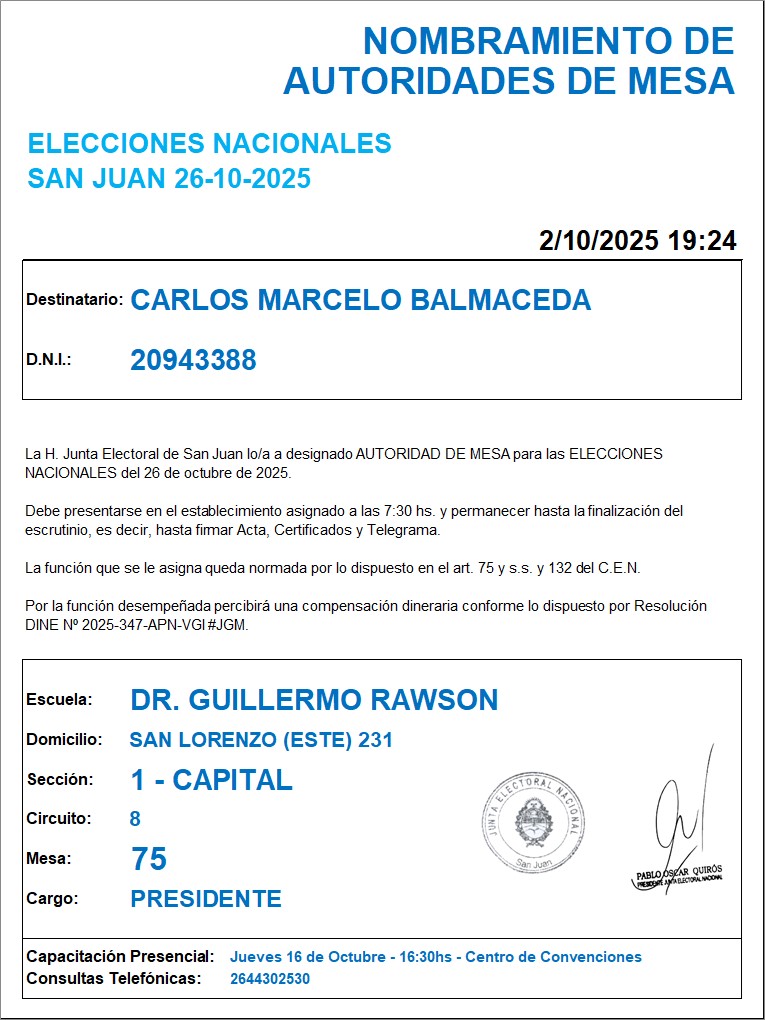 NOMBRAMIENTO DE
AUTORIDADES DE MESA
ELECCIONES NACIONALES
SAN JUAN 26-10-2025
2/10/2025 19:24
Destinatario: CARLOS MARCELO BALMACEDA
D.N.I.: 20943388
La H. Junta Electoral de San Juan lo/a a designado AUTORIDAD DE MESA para las ELECCIONES
NACIONALES del 26 de octubre de 2025.
Debe presentarse en el establecimiento asignado a las 7:30 hs. y permanecer hasta la finalización del
escrutinio, es decir, hasta firmar Acta, Certificados y Telegrama.
La función que se le asigna queda normada por lo dispuesto en el art. 75 y s.s. y 132 del C.E.N.
Por la función desempeñada percibirá una compensación dineraria conforme lo dispuesto por Resolución
DINE Nº 2025-347-APN-VGI#JGM.
Escuela: DR. GUILLERMO RAWSON
Domicilio: SAN LORENZO (ESTE) 231
Sección: 1 - CAPITAL
Circuito: 8
Mesa: 75
Cargo: PRESIDENTE
JUNTA ELECTORAL NACIONAL
San Juan
PABLO OSCAR QUIRÓS
PRESIDENTE JUNTA ELECTORAL NACIONAL
Capacitación Presencial: Jueves 16 de Octubre - 16:30hs - Centro de Convenciones
Consultas Telefónicas: 2644302530